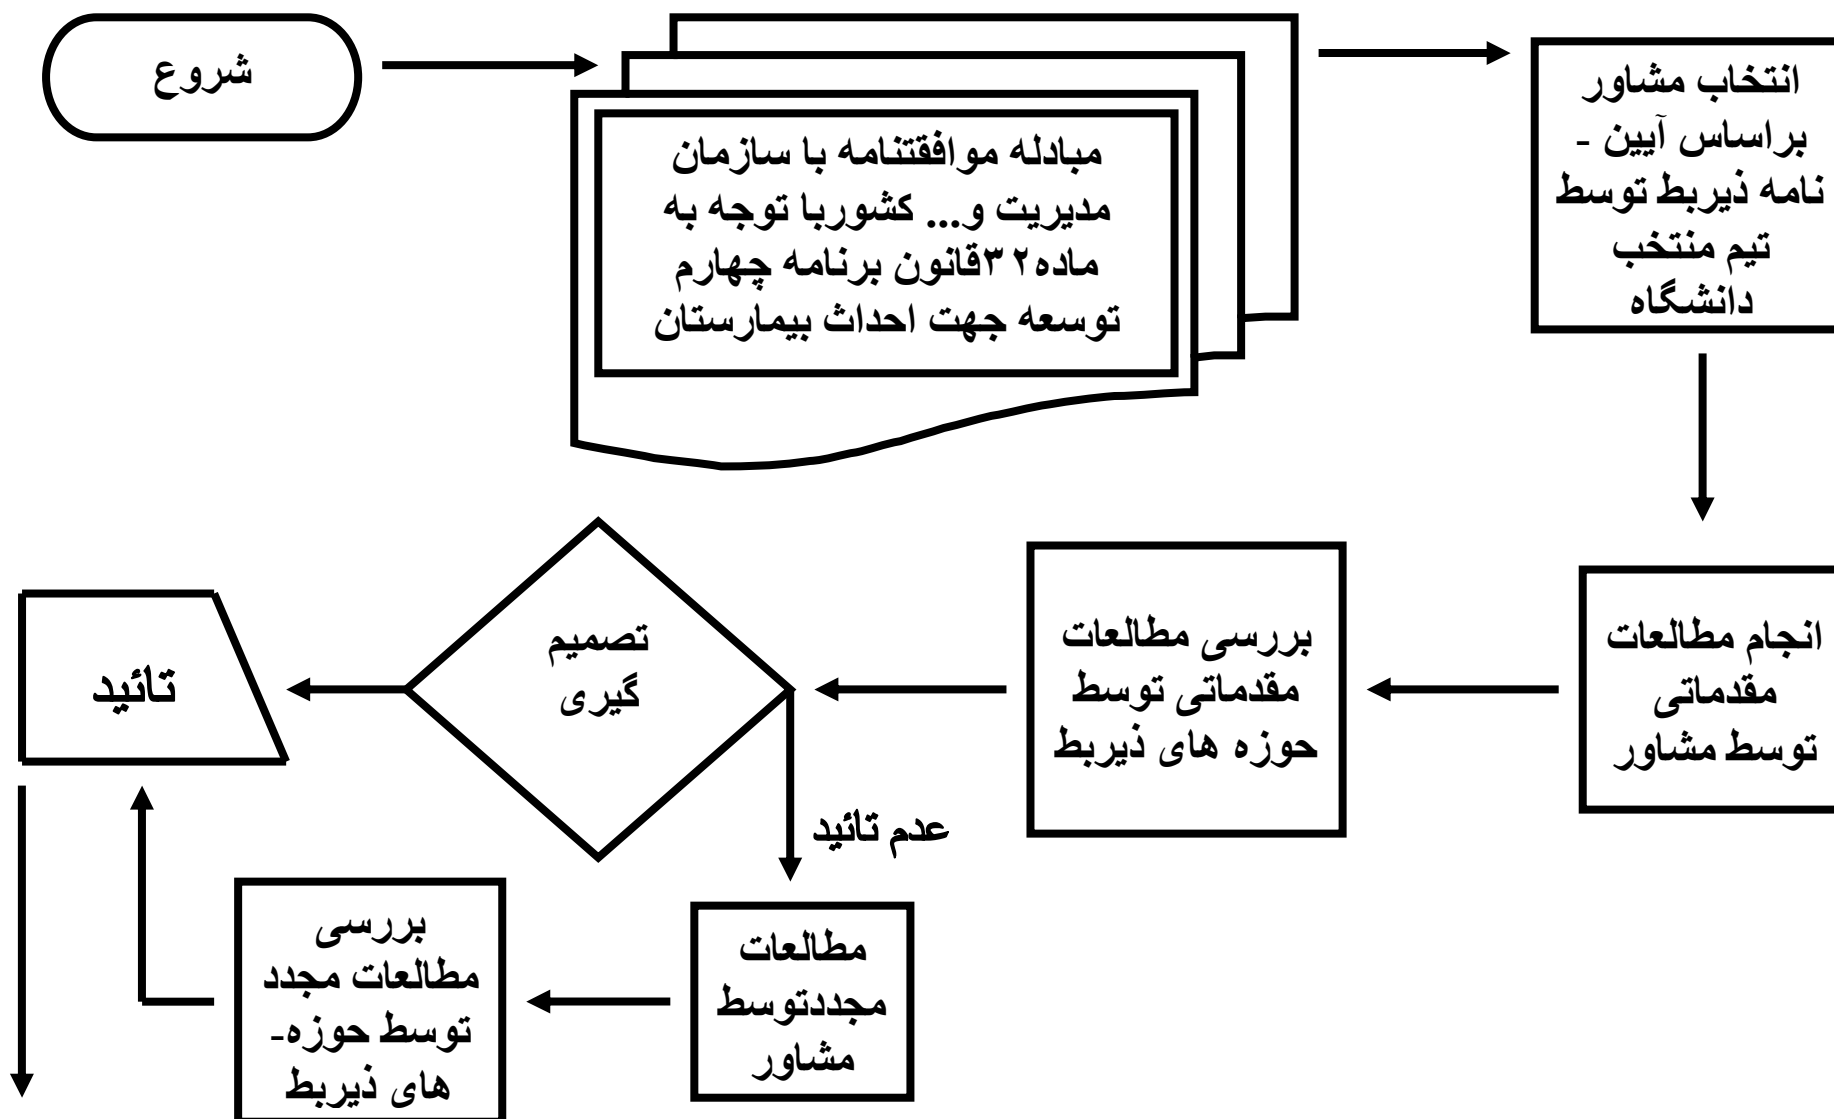 شروع
مبادله موافقتنامه با سازمان
مدیریت و... کشوربا توجه به
ماده۳۲قانون برنامه چهارم
توسعه جهت احداث بیمارستان
انتخاب مشاور
براساس آیین -
نامه ذیربط توسط
تیم منتخب
دانشگاه
انجام مطالعات
مقدماتی
توسط مشاور
بررسی مطالعات
مقدماتی توسط
حوزه های ذیربط
تصمیم
گیری
تائید
عدم تائید
مطالعات
مجددتوسط
مشاور
بررسی
مطالعات مجدد
توسط حوزه-
های ذیربط